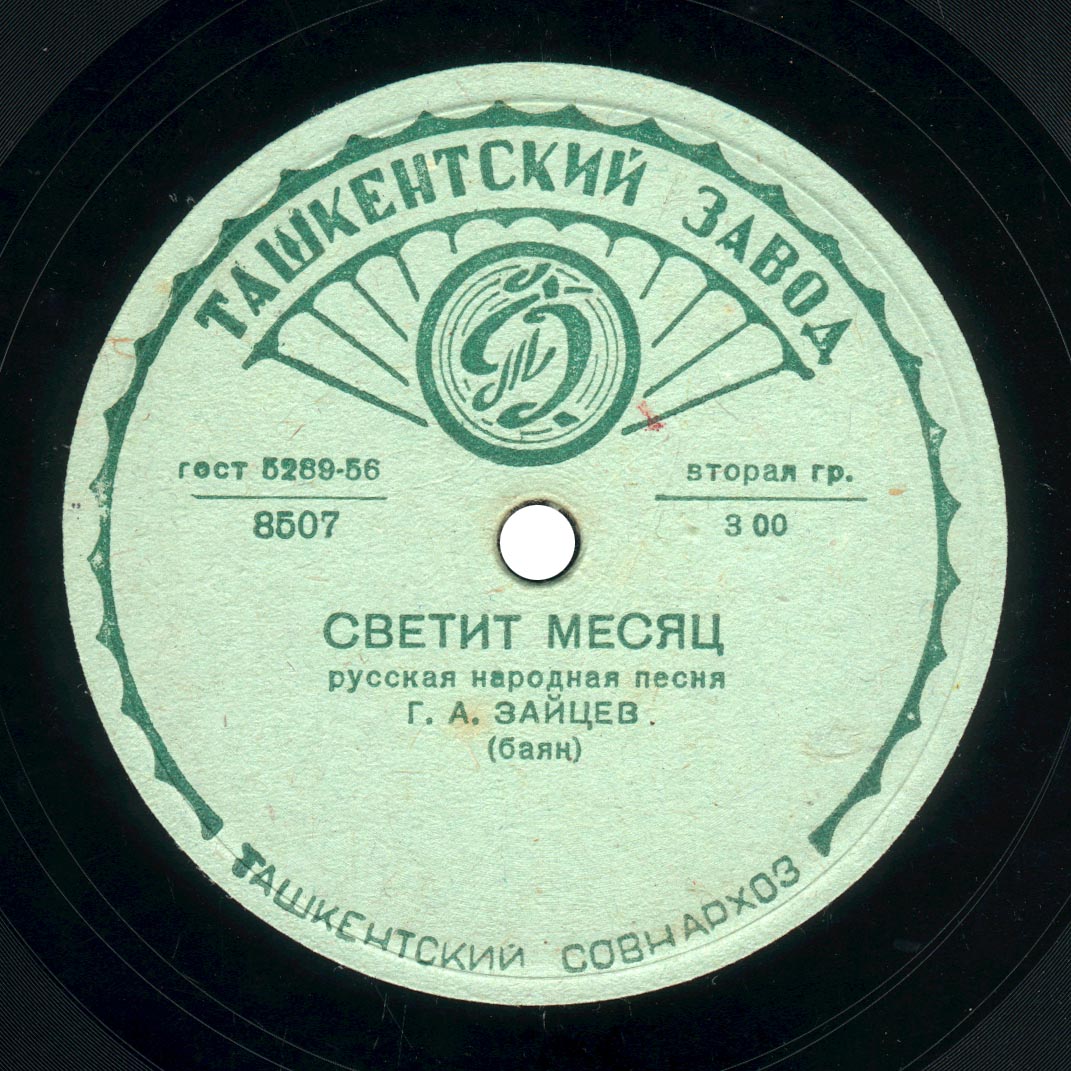 ТАШКЕНТСКИЙ ЗАВОД
гост 5289-56
8507
вторая гр.
3 00
СВЕТИТ МЕСЯЦ
русская народная песня
Г. А. ЗАЙЦЕВ
(баян)
ТАШКЕНТСКИЙ СОВНАРХОЗ